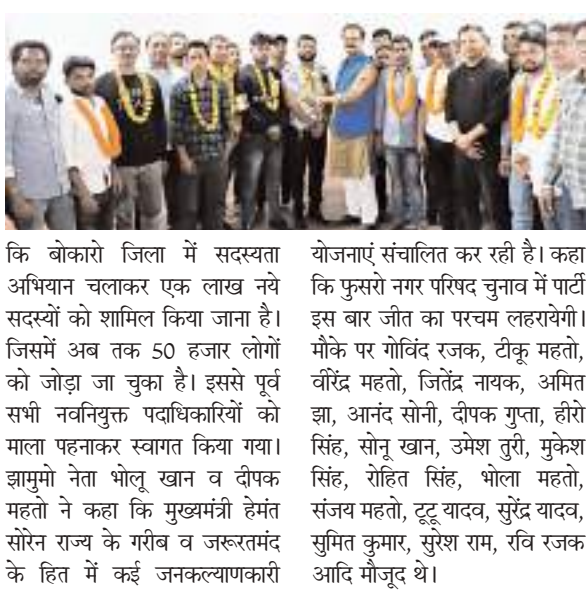 कि बोकारो जिला में सदस्यता
अभियान चलाकर एक लाख नये
सदस्यों को शामिल किया जाना है।
जिसमें अब तक 50 हजार लोगों
को जोड़ा जा चुका है। इससे पूर्व
सभी नवनियुक्त पदाधिकारियों को
माला पहनाकर स्वागत किया गया।
झामुमो नेता भोलू खान व दीपक
महतो ने कहा कि मुख्यमंत्री हेमंत
सोरेन राज्य के गरीब व जरूरतमंद
के हित में कई जनकल्याणकारी
योजनाएं संचालित कर रही है। कहा
कि फुसरो नगर परिषद चुनाव में पार्टी
इस बार जीत का परचम लहरायेगी।
मौके पर गोविंद रजक, टीकू महतो,
वीरेंद्र महतो, जितेंद्र नायक, अमित
झा, आनंद सोनी, दीपक गुप्ता, हीरो
सिंह, सोनू खान, उमेश तुरी, मुकेश
सिंह, रोहित सिंह, भोला महतो,
संजय महतो, टूटू यादव, सुरेंद्र यादव,
सुमित कुमार, सुरेश राम, रवि रजक
आदि मौजूद थे।